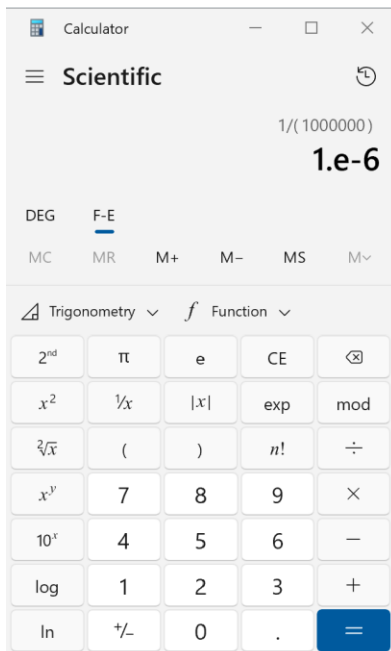 Calculator
Scientific
1/( 1000000 )
1.e-6
DEG F-E
MC MR M+ M− MS M˅
Trigonometry f Function
2ⁿᵈ π e CE
x² ¹⁄x |x| exp mod
²√x ( ) n! ÷
xʸ 7 8 9 ×
10ˣ 4 5 6 −
log 1 2 3 +
ln +/− 0 . =